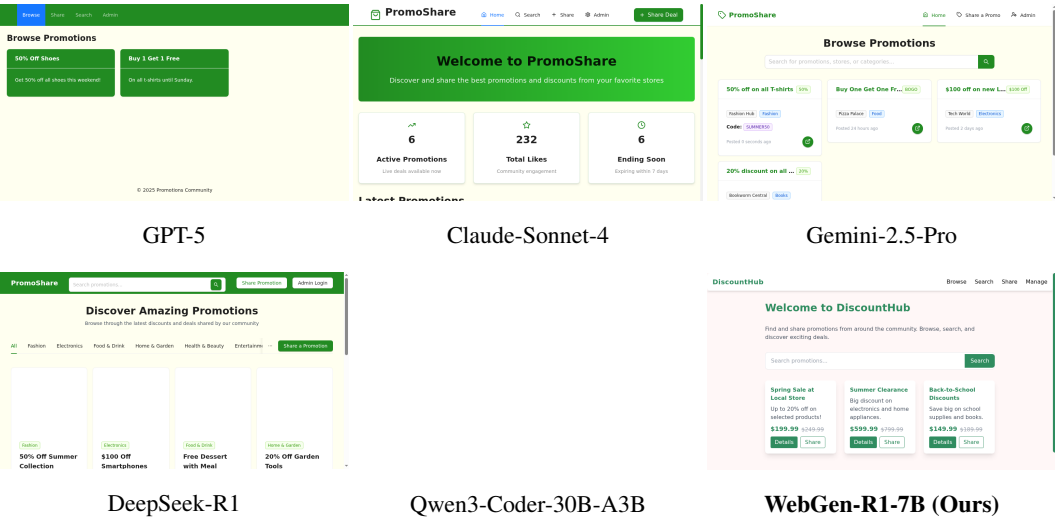 Browse Share Search Admin
Browse Promotions
50% Off Shoes
Get 50% off all shoes this weekend!
Buy 1 Get 1 Free
On all t-shirts until Sunday.
© 2025 Promotions Community
GPT-5
PromoShare
Home Search + Share Admin
+ Share Deal
Welcome to PromoShare
Discover and share the best promotions and discounts from your favorite stores
6
Active Promotions
Live deals available now
232
Total Likes
Community engagement
6
Ending Soon
Expiring within 7 days
Latest Promotions
Claude-Sonnet-4
PromoShare
Home Share a Promo Admin
Browse Promotions
Search for promotions, stores, or categories...
50% off on all T-shirts 50%
Fashion Hub Fashion
Code: SUMMER50
Posted 0 seconds ago
Buy One Get One Fr... BOGO
Pizza Palace Food
Posted 23 hours ago
$100 off on new L... $100 Off
Tech World Electronics
Posted 2 days ago
20% discount on all ... 20%
Bookworm Central Books
Gemini-2.5-Pro
PromoShare
Search promotions...
Share Promotion Admin Login
Discover Amazing Promotions
Browse through the latest discounts and deals shared by our community
All Fashion Electronics Food & Drink Home & Garden Health & Beauty Entertainme ...
Share a Promotion
Fashion
50% Off Summer
Collection
Electronics
$100 Off
Smartphones
Food & Drink
Free Dessert
with Meal
Home & Garden
20% Off Garden
Tools
DeepSeek-R1
Qwen3-Coder-30B-A3B
DiscountHub
Browse Search Share Manage
Welcome to DiscountHub
Find and share promotions from around the community. Browse, search, and
discover exciting deals.
Search promotions...
Search
Spring Sale at
Local Store
Up to 20% off on
selected products!
$199.99 $249.99
Details Share
Summer Clearance
Big discount on
electronics and home
appliances.
$599.99 $799.99
Details Share
Back-to-School
Discounts
Save big on school
supplies and books.
$149.99 $189.99
Details Share
WebGen-R1-7B (Ours)